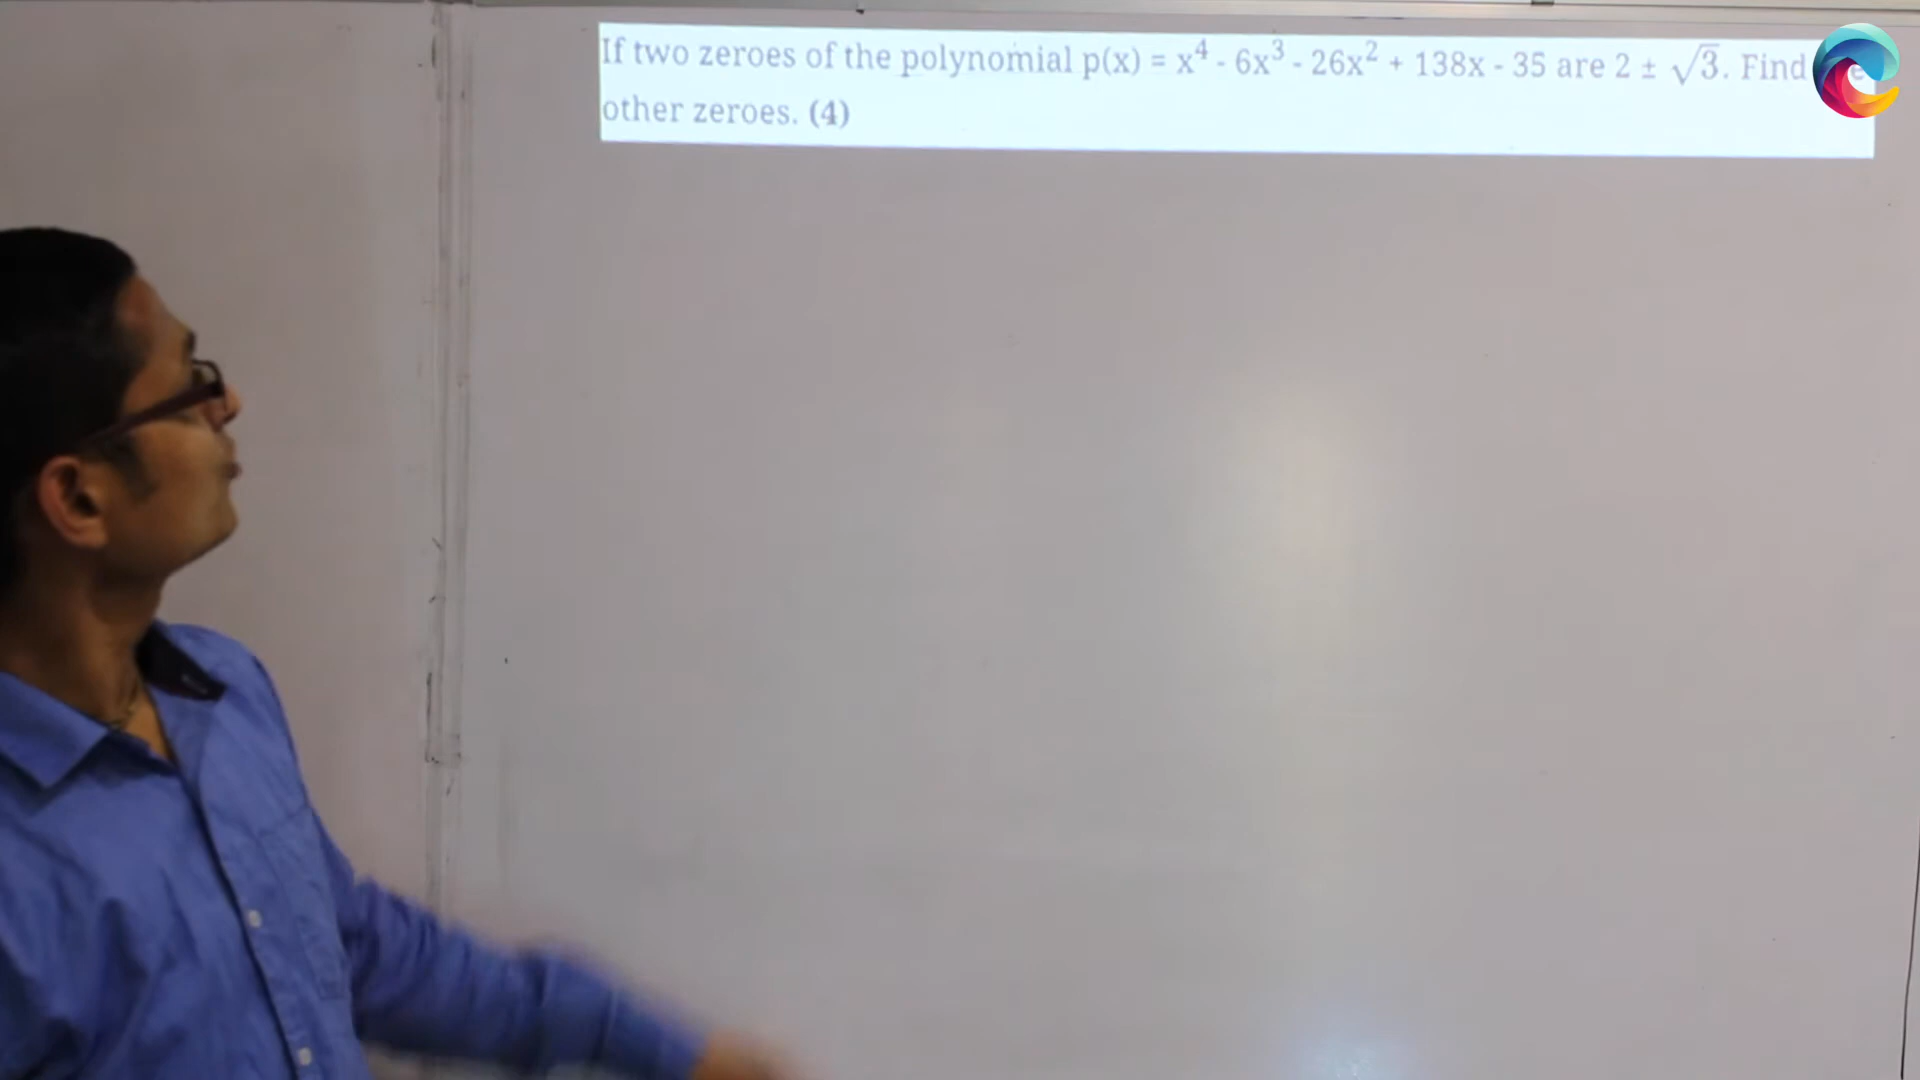 If two zeroes of the polynomial p(x) = x⁴ - 6x³ - 26x² + 138x - 35 are 2 ± √3. Find
other zeroes. (4)